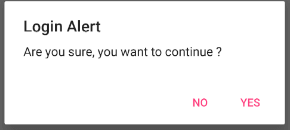 Login Alert
Are you sure, you want to continue ?
NO YES